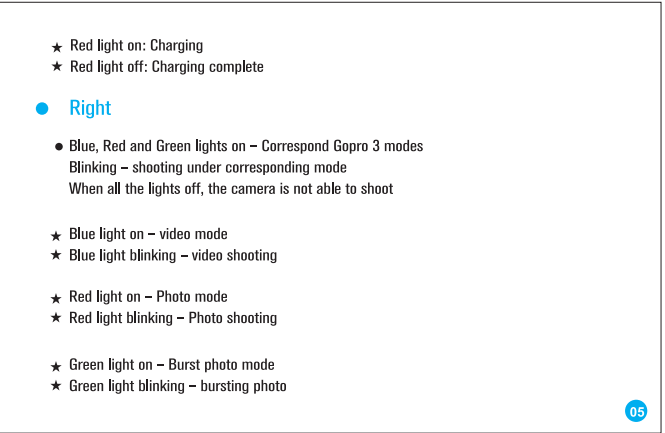 ★ Red light on: Charging
★ Red light off: Charging complete
● Right
● Blue, Red and Green lights on – Correspond Gopro 3 modes
Blinking – shooting under corresponding mode
When all the lights off, the camera is not able to shoot
★ Blue light on – video mode
★ Blue light blinking – video shooting
★ Red light on – Photo mode
★ Red light blinking – Photo shooting
★ Green light on – Burst photo mode
★ Green light blinking – bursting photo
05